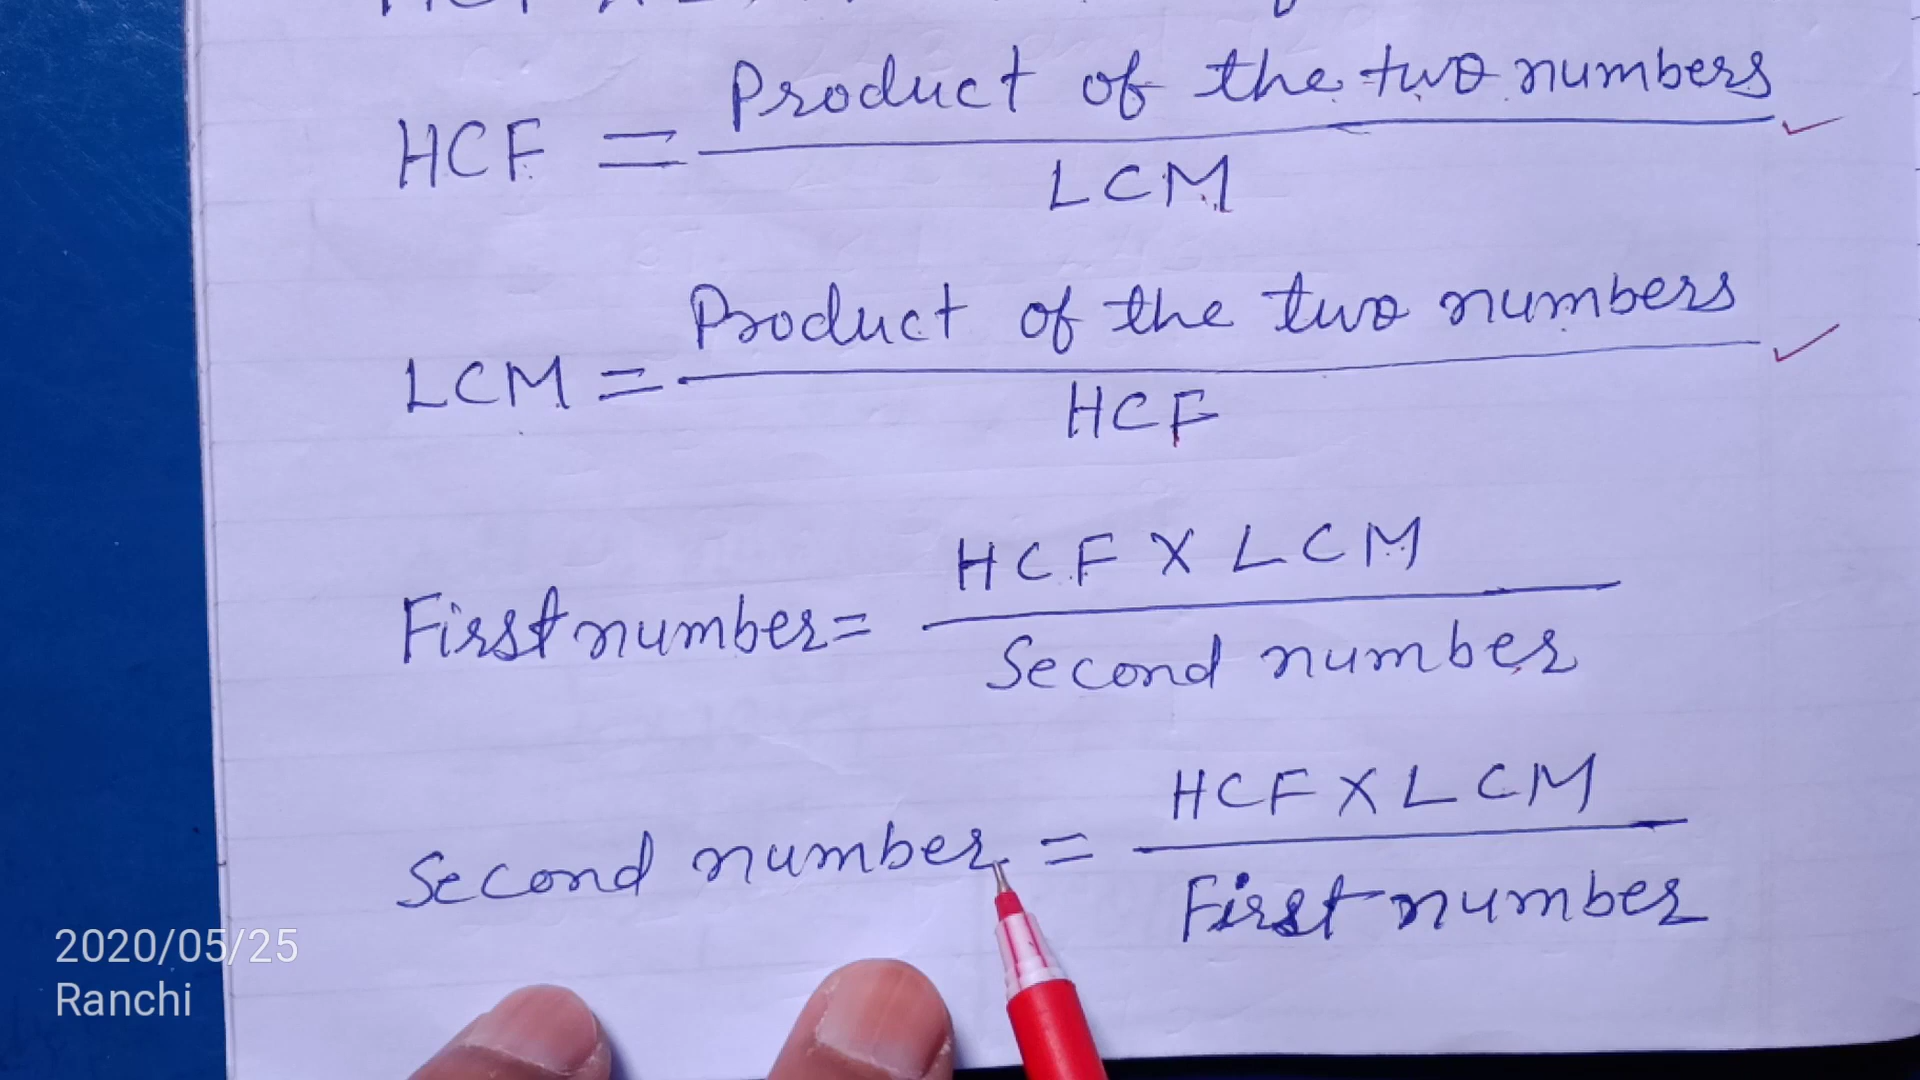 HCF = Product of the two numbers
LCM
LCM = Product of the two numbers
HCF
First number = HCF X LCM
Second number
Second number = HCF X LCM
First number
2020/05/25
Ranchi